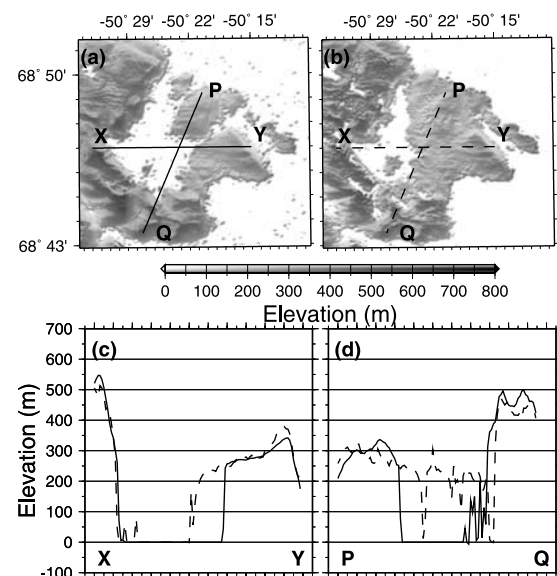 -50° 29' -50° 22' -50° 15' -50° 29' -50° 22' -50° 15'
(a) (b)
68° 50'
P P
X Y X Y
Q Q
68° 43'
0 100 200 300 400 500 600 700 800
Elevation (m)
700
(c) (d)
600
500
400
300
200
100
0
-100
Elevation (m)
X Y P Q